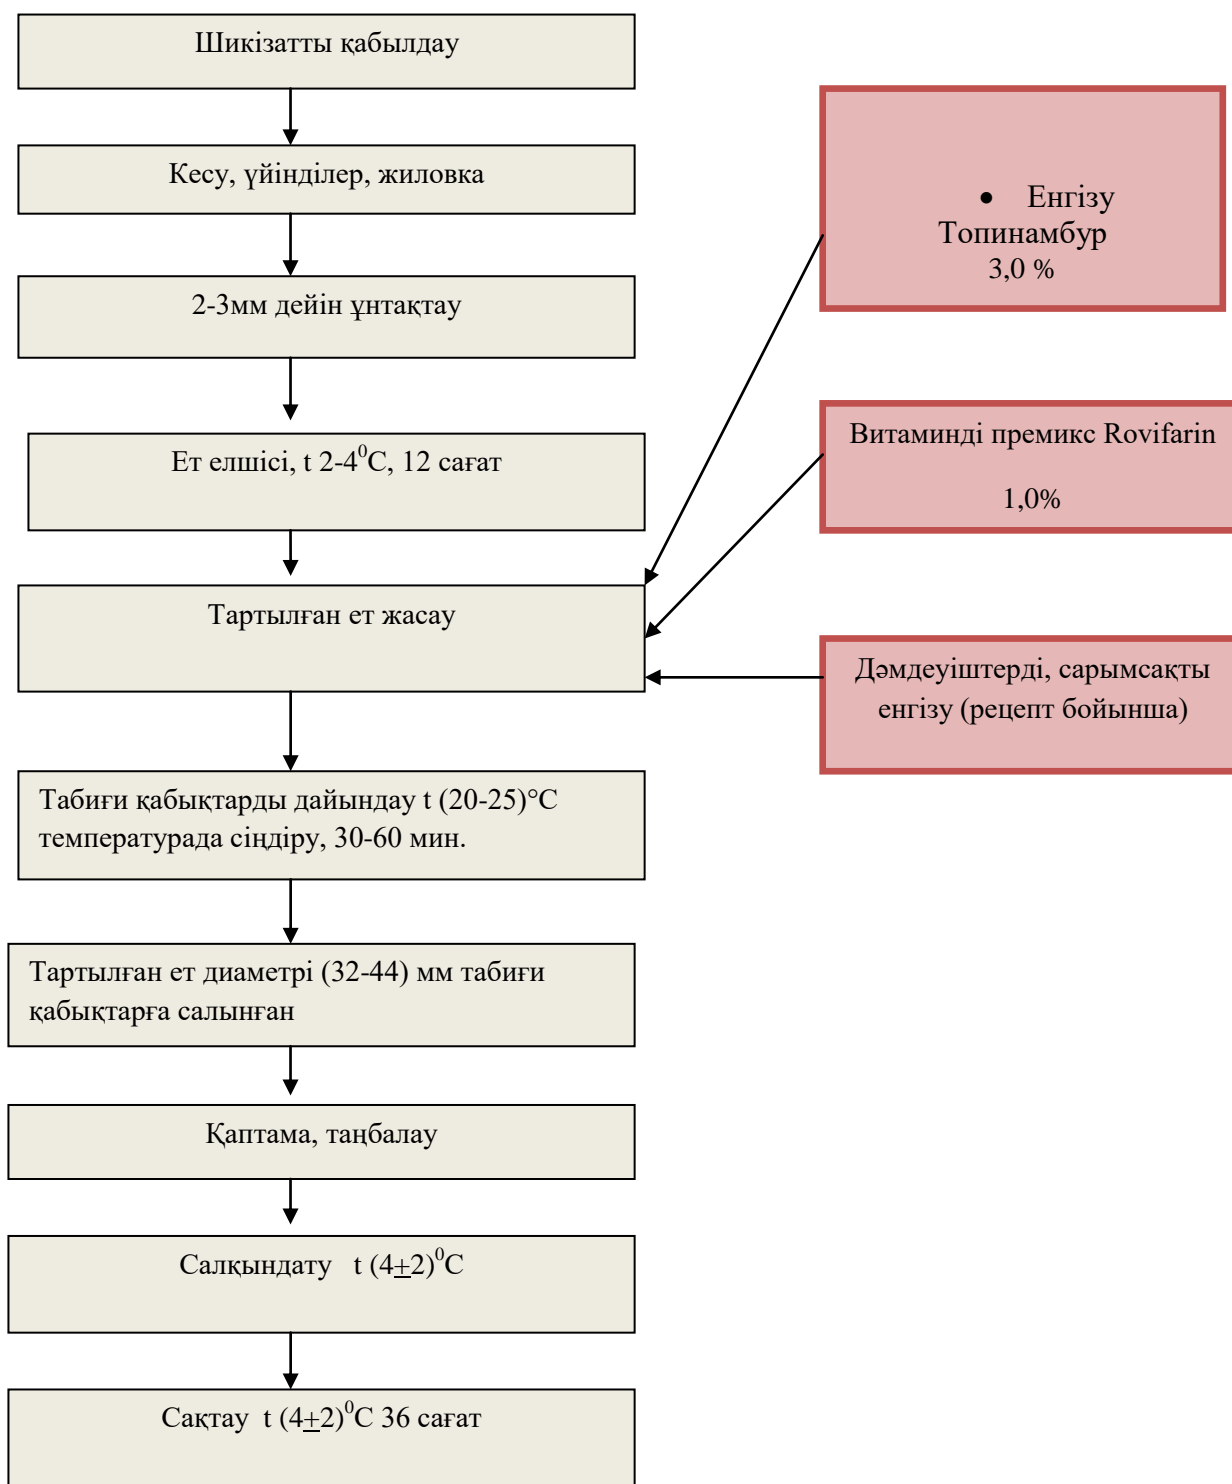 Шикізатты қабылдау
Кесу, үйінділер, жиловка
2-3мм дейін ұнтақтау
Ет елшісі, t 2-4⁰C, 12 сағат
Тартылған ет жасау
Табиғи қабықтарды дайындау t (20-25)°C
температурада сіңдіру, 30-60 мин.
Тартылған ет диаметрі (32-44) мм табиғи
қабықтарға салынған
Қаптама, таңбалау
Салқындату t (4±2)⁰C
Сақтау t (4±2)⁰C 36 сағат
• Енгізу
Топинамбур
3,0 %
Витаминді премикс Rovifarin
1,0%
Дәмдеуіштерді, сарымсақты
енгізу (рецепт бойынша)